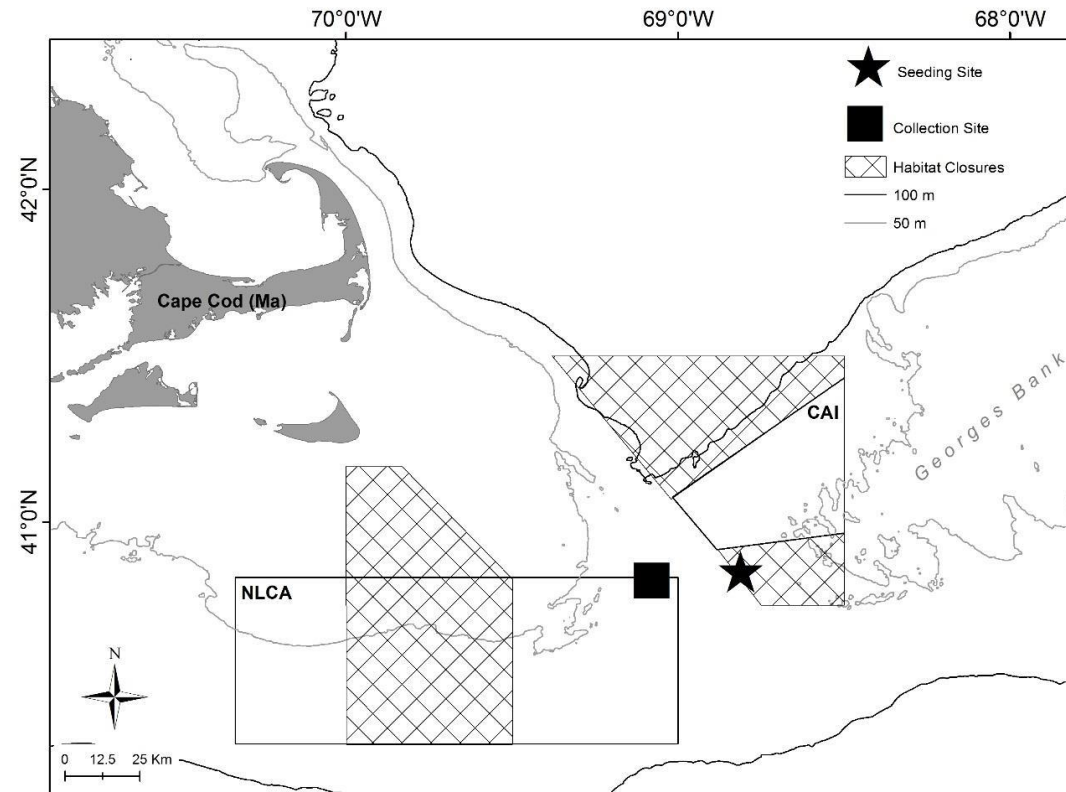 70°0'W
69°0'W
68°0'W
Seeding Site
Collection Site
Habitat Closures
100 m
50 m
42°0'N
Cape Cod (Ma)
CAI
Georges Bank
41°0'N
NLCA
N
0 12.5 25 Km